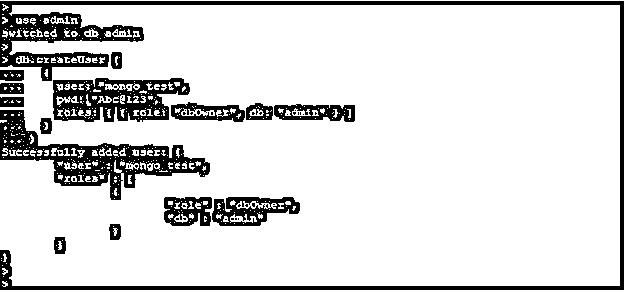 >
> use admin
switched to db admin
>
> db.createUser (
... {
... user: "mongo_test",
... pwd: "Abc@123",
... roles: [ { role: "dbOwner", db: "admin" } ]
... }
... )
Successfully added user: {
"user" : "mongo_test",
"roles" : [
{
"role" : "dbOwner",
"db" : "admin"
}
]
}
>
>